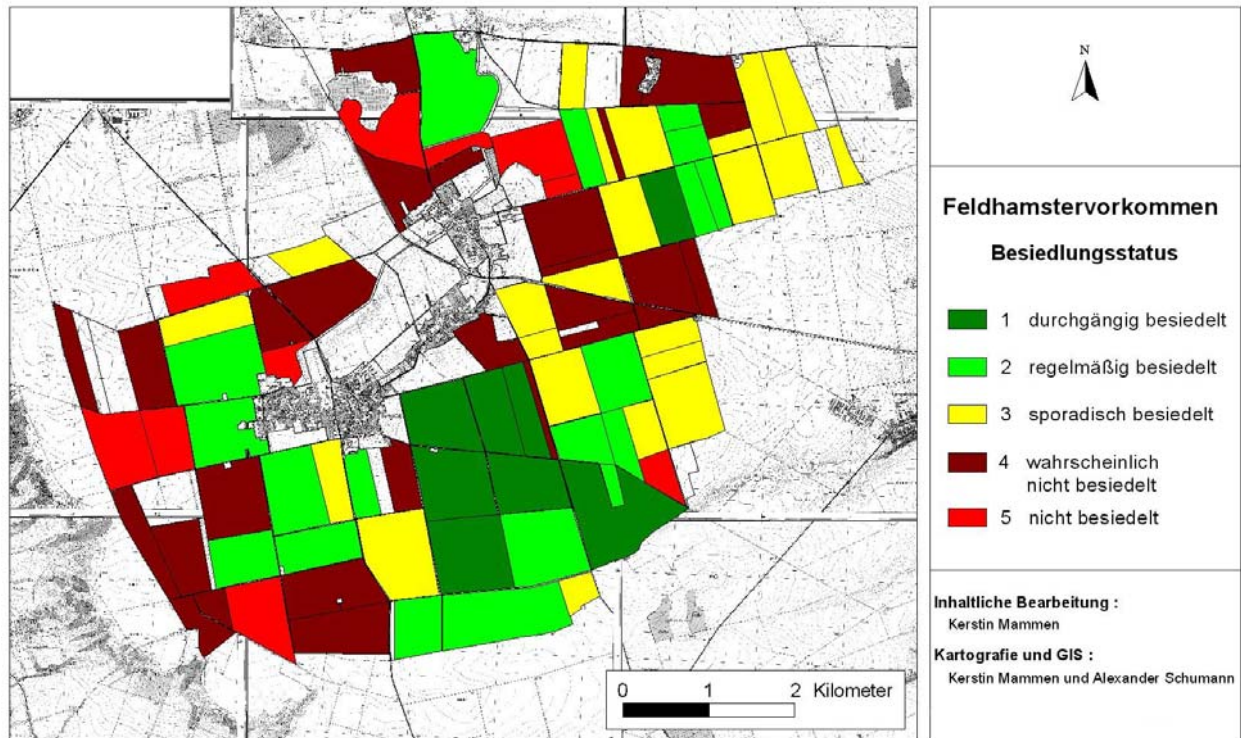 N
Feldhamstervorkommen
Besiedlungsstatus
1 durchgängig besiedelt
2 regelmäßig besiedelt
3 sporadisch besiedelt
4 wahrscheinlich
nicht besiedelt
5 nicht besiedelt
Inhaltliche Bearbeitung :
Kerstin Mammen
Kartografie und GIS :
Kerstin Mammen und Alexander Schumann
0 1 2 Kilometer